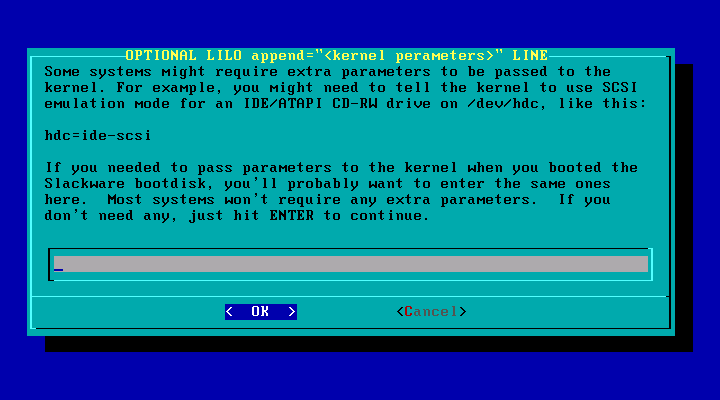 OPTIONAL LILO append="<kernel perameters>" LINE
Some systems might require extra parameters to be passed to the
kernel. For example, you might need to tell the kernel to use SCSI
emulation mode for an IDE/ATAPI CD-RW drive on /dev/hdc, like this:
hdc=ide-scsi
If you needed to pass parameters to the kernel when you booted the
Slackware bootdisk, you'll probably want to enter the same ones
here.  Most systems won't require any extra parameters.  If you
don't need any, just hit ENTER to continue.
<  OK  > <Cancel>